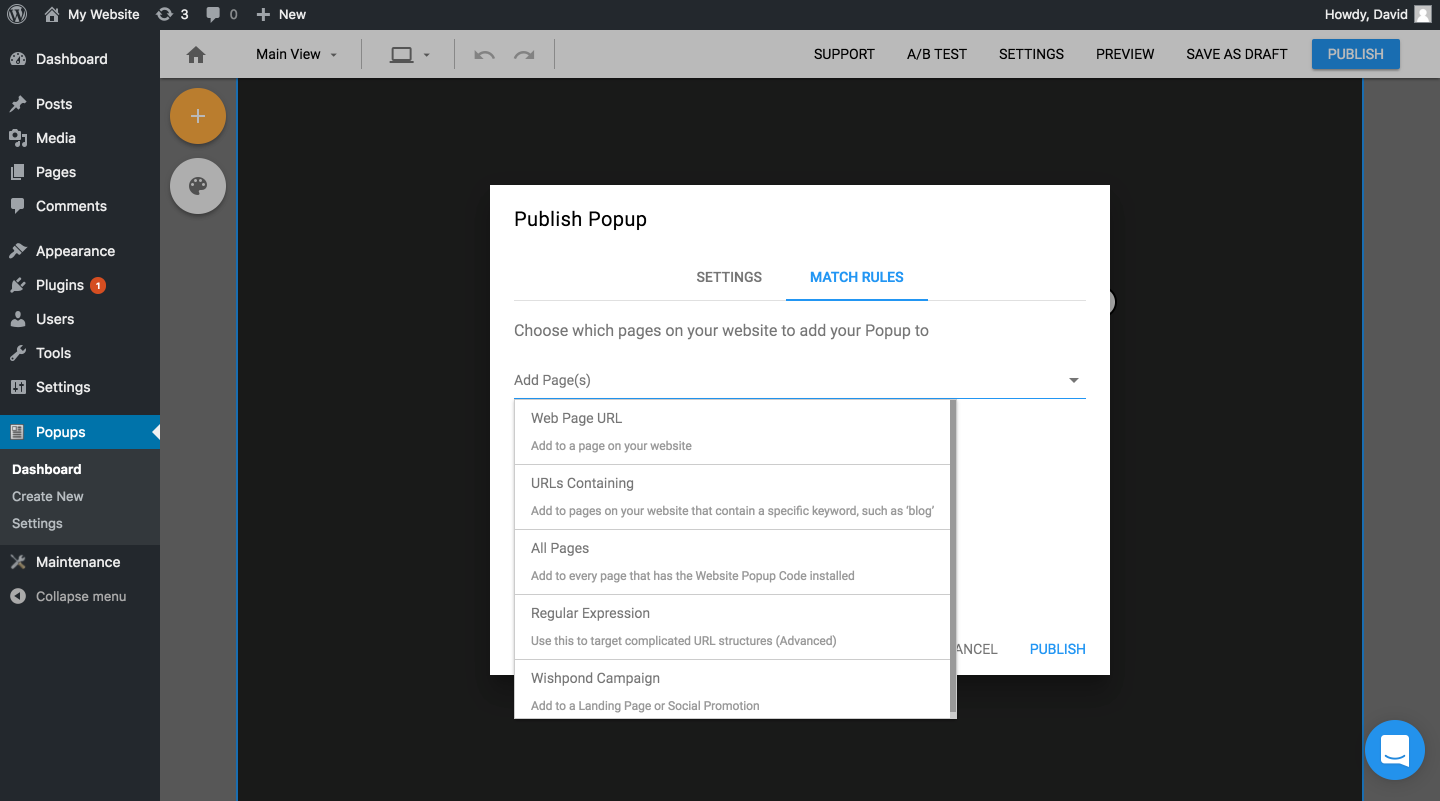 My Website
3
0
New
Howdy, David
Dashboard
Posts
Media
Pages
Comments
Appearance
Plugins 1
Users
Tools
Settings
Popups
Dashboard
Create New
Settings
Maintenance
Collapse menu
Main View
SUPPORT
A/B TEST
SETTINGS
PREVIEW
SAVE AS DRAFT
PUBLISH
Publish Popup
SETTINGS
MATCH RULES
Choose which pages on your website to add your Popup to
Add Page(s)
Web Page URL
Add to a page on your website
URLs Containing
Add to pages on your website that contain a specific keyword, such as ‘blog’
All Pages
Add to every page that has the Website Popup Code installed
Regular Expression
Use this to target complicated URL structures (Advanced)
Wishpond Campaign
Add to a Landing Page or Social Promotion
ANCEL
PUBLISH